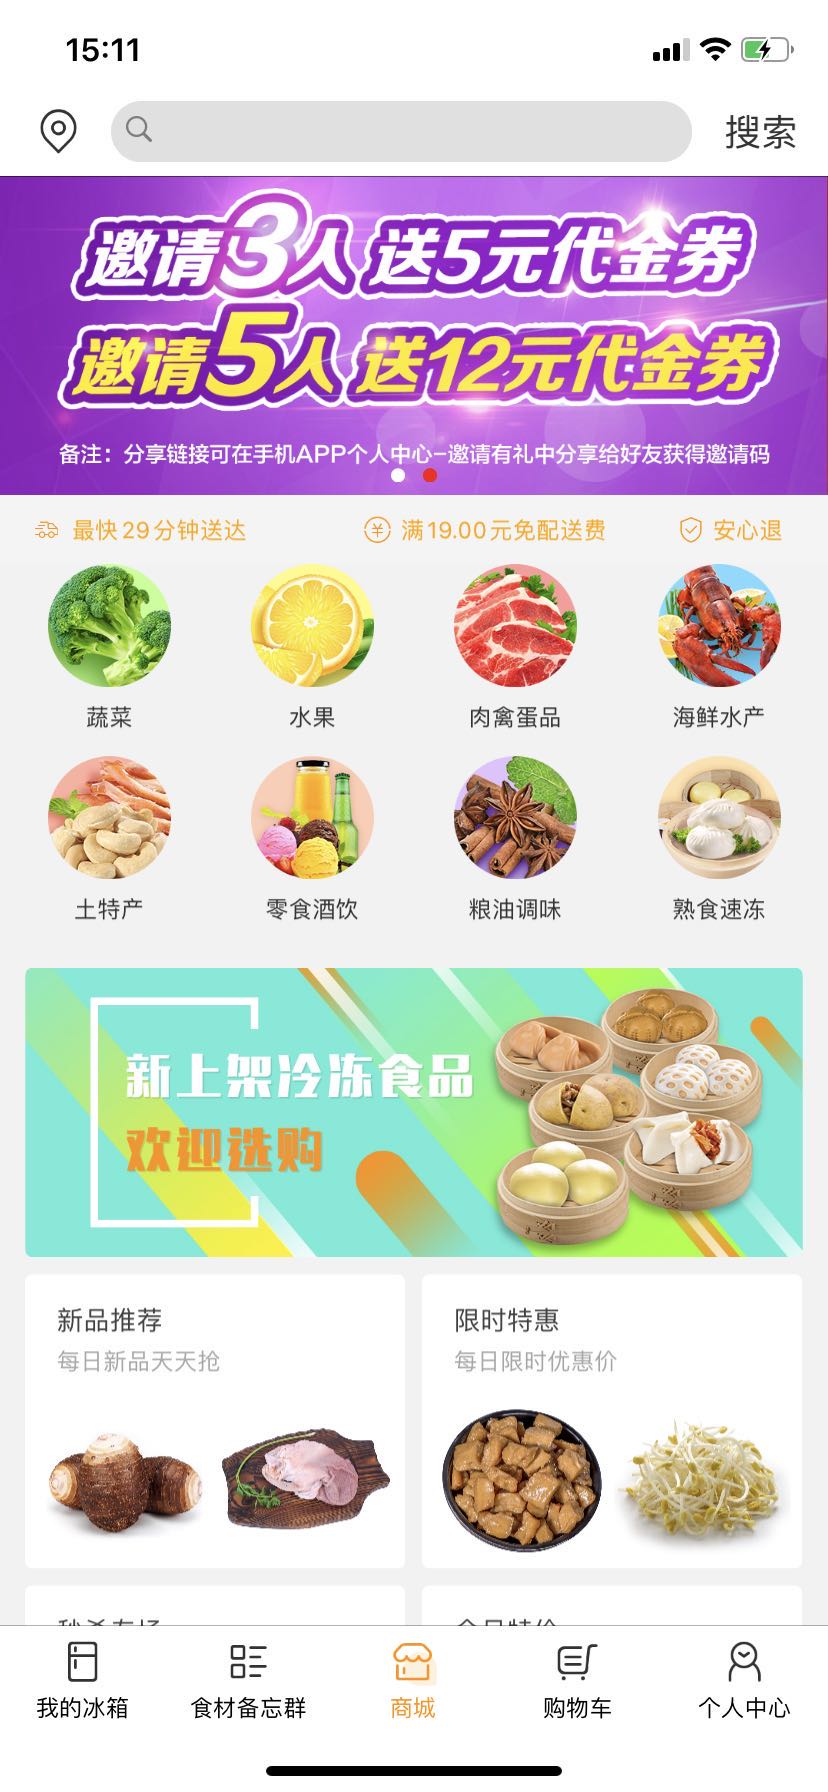 15:11
搜索
邀请3人 送5元代金券
邀请5人 送12元代金券
备注：分享链接可在手机APP个人中心-邀请有礼中分享给好友获得邀请码
最快29分钟送达 满19.00元免配送费 安心退
蔬菜 水果 肉禽蛋品 海鲜水产
土特产 零食酒饮 粮油调味 熟食速冻
新上架冷冻食品
欢迎选购
新品推荐 限时特惠
每日新品天天抢 每日限时优惠价
我的冰箱 食材备忘群 商城 购物车 个人中心